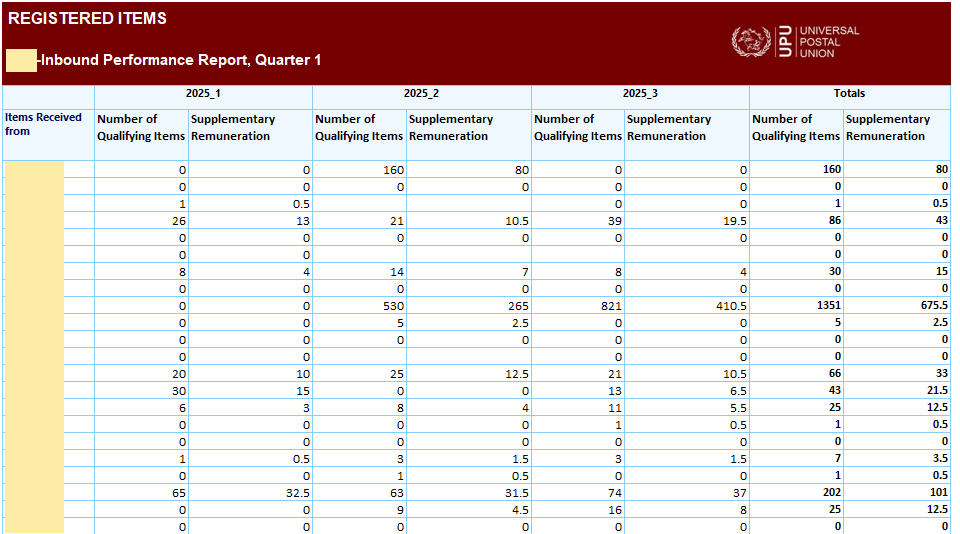 REGISTERED ITEMS
-Inbound Performance Report, Quarter 1
UPU
UNIVERSAL
POSTAL
UNION
2025_1 2025_2 2025_3 Totals
Items Received from Number of Qualifying Items Supplementary Remuneration Number of Qualifying Items Supplementary Remuneration Number of Qualifying Items Supplementary Remuneration Number of Qualifying Items Supplementary Remuneration
0 0 160 80 0 0 160 80
0 0 0 0 0 0 0 0
1 0.5 0 0 1 0.5
26 13 21 10.5 39 19.5 86 43
0 0 0 0 0 0 0 0
0 0 0 0
8 4 14 7 8 4 30 15
0 0 0 0 0 0 0 0
0 0 530 265 821 410.5 1351 675.5
0 0 5 2.5 0 0 5 2.5
0 0 0 0 0 0 0 0
0 0 0 0 0 0
20 10 25 12.5 21 10.5 66 33
30 15 0 0 13 6.5 43 21.5
6 3 8 4 11 5.5 25 12.5
0 0 0 0 1 0.5 1 0.5
0 0 0 0 0 0 0 0
1 0.5 3 1.5 3 1.5 7 3.5
0 0 1 0.5 0 0 1 0.5
65 32.5 63 31.5 74 37 202 101
0 0 9 4.5 16 8 25 12.5
0 0 0 0 0 0 0 0